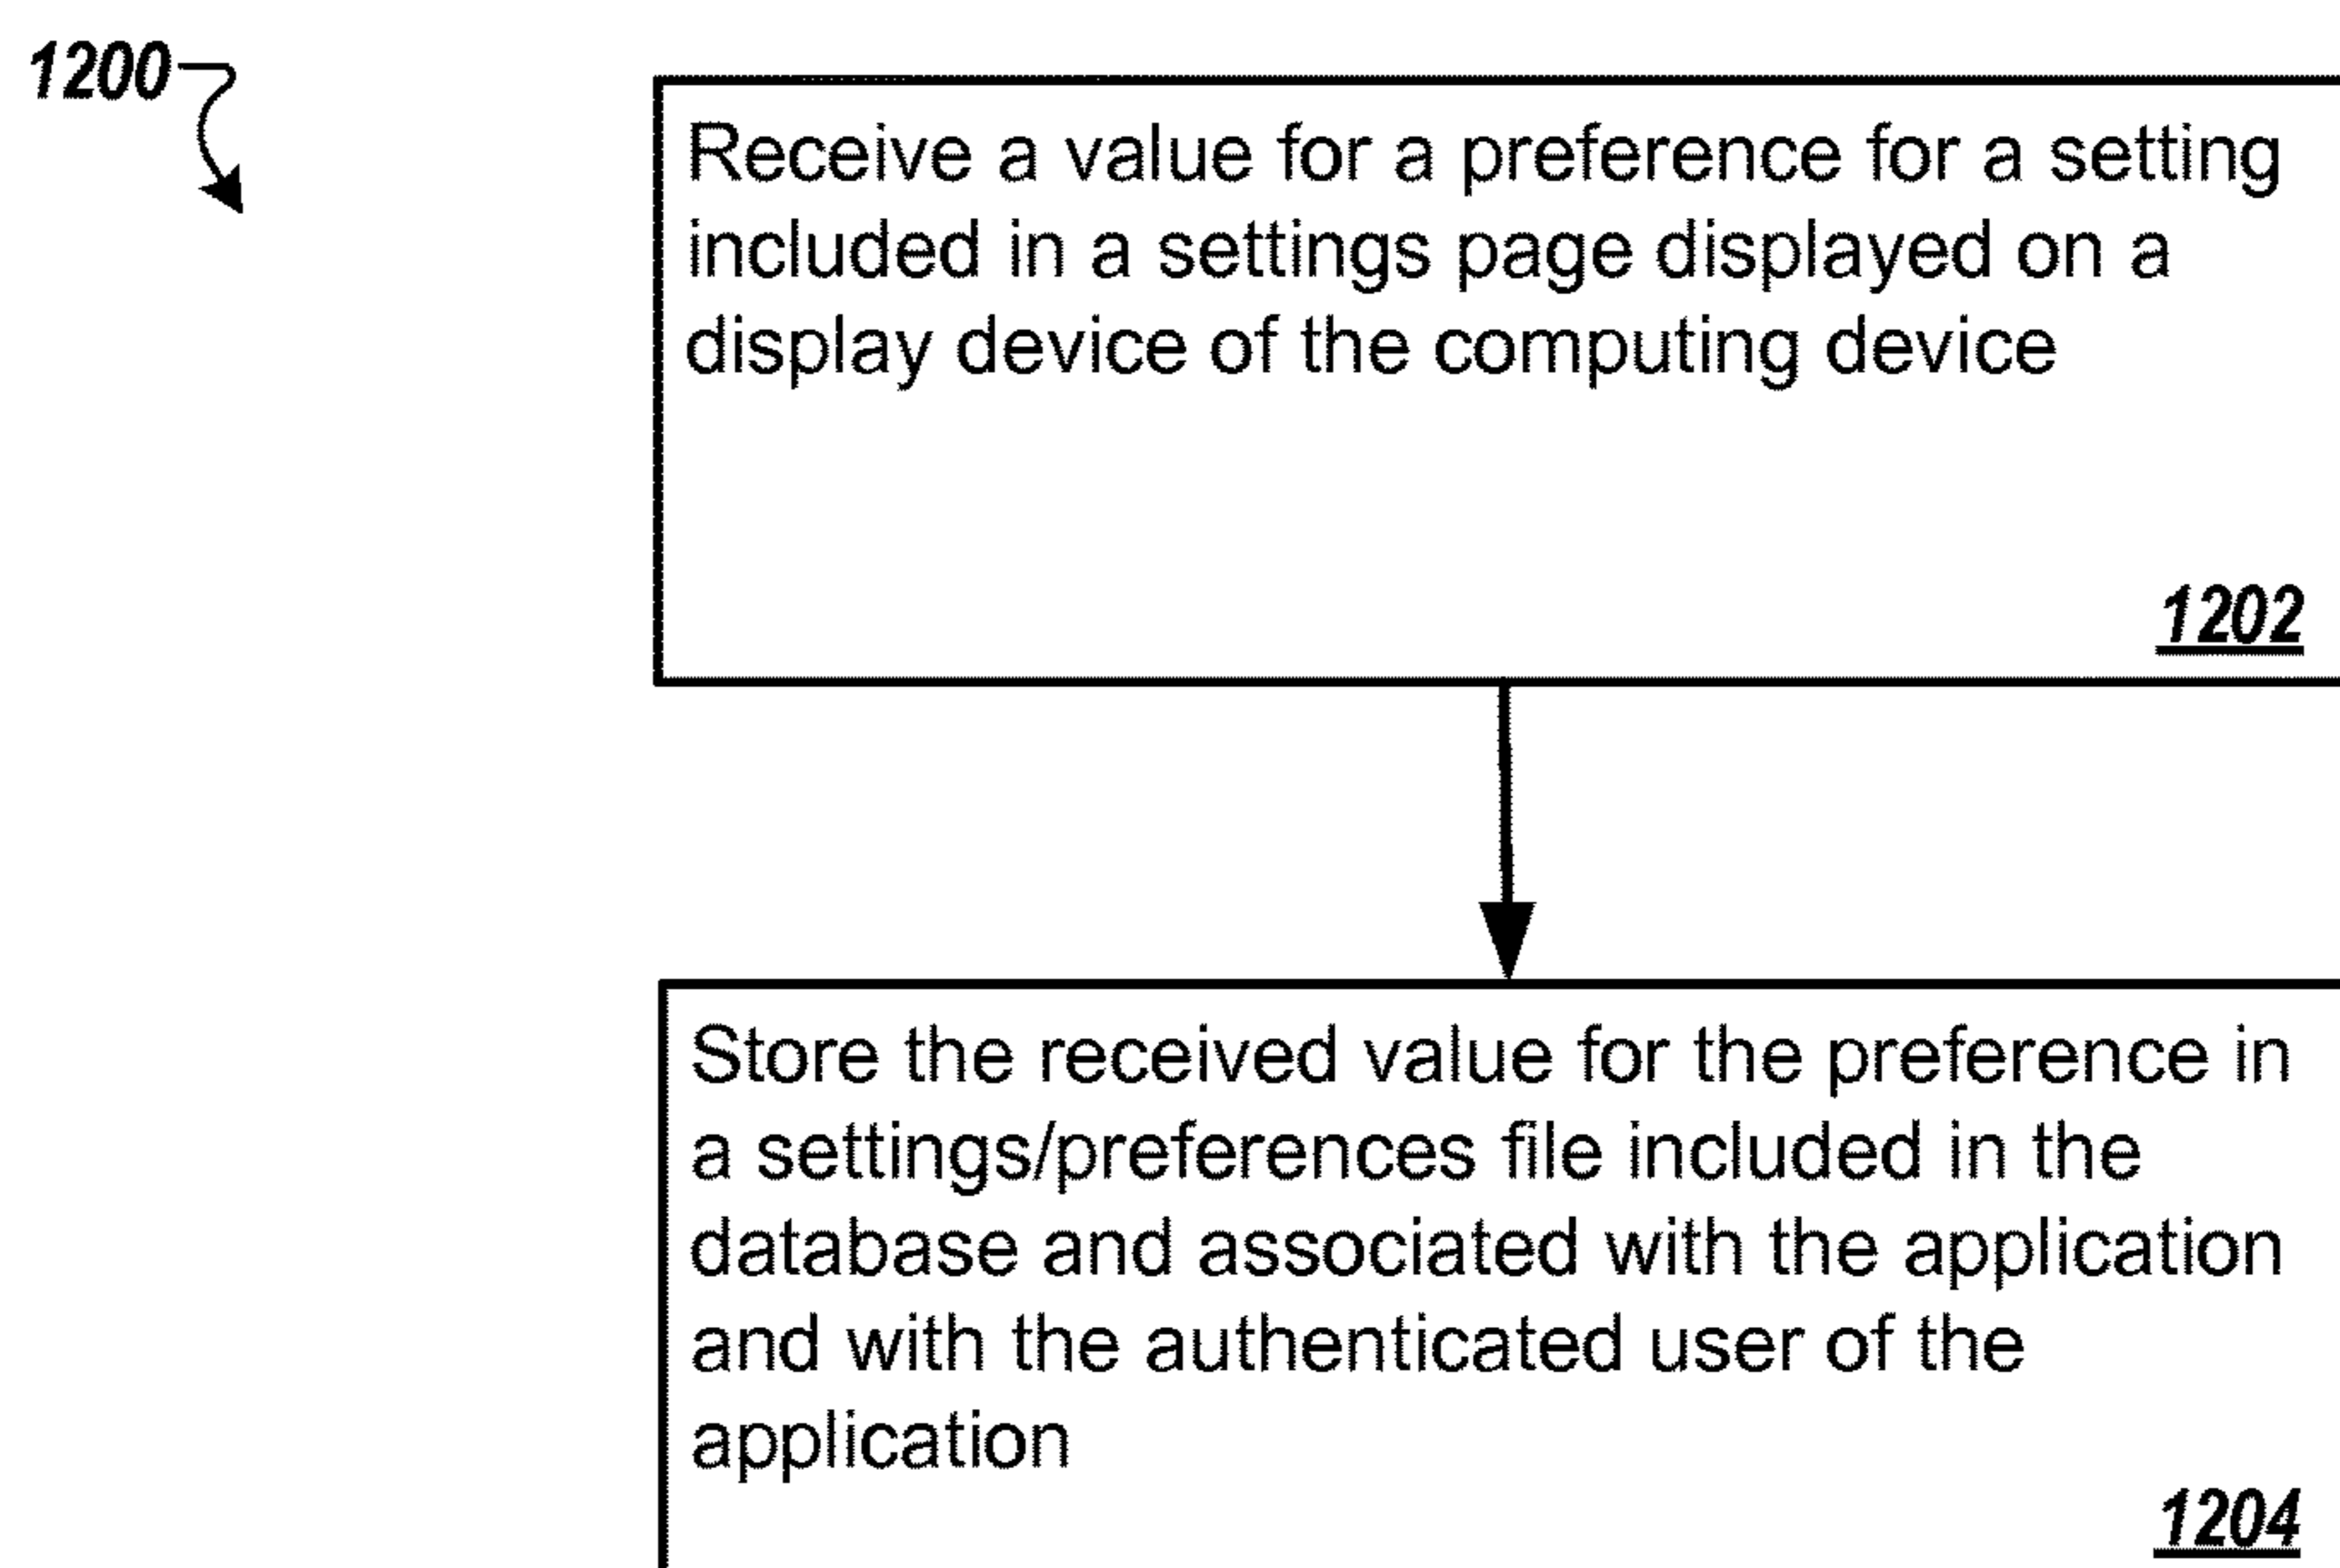 1200
Receive a value for a preference for a setting
included in a settings page displayed on a
display device of the computing device
1202
Store the received value for the preference in
a settings/preferences file included in the
database and associated with the application
and with the authenticated user of the
application
1204